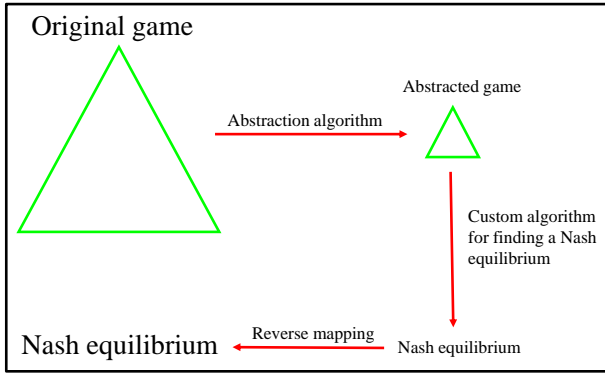 Original game
Abstracted game
Abstraction algorithm
Custom algorithm
for finding a Nash
equilibrium
Nash equilibrium
Reverse mapping
Nash equilibrium